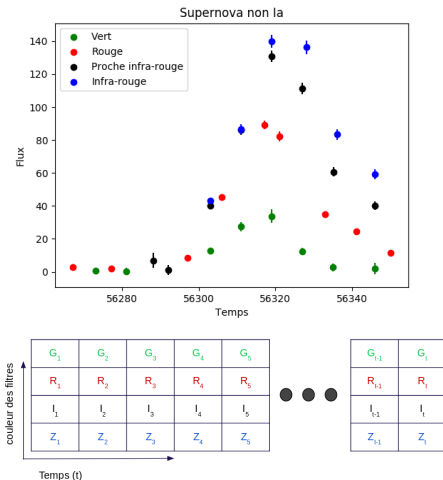 Supernova non Ia
Vert
Rouge
Proche infra-rouge
Infra-rouge
Flux
140
120
100
80
60
40
20
0
56280 56300 56320 56340
Temps
couleur des filtres
G1 G2 G3 G4 G5 Gt-1 Gt
R1 R2 R3 R4 R5 Rt-1 Rt
I1 I2 I3 I4 I5 It-1 It
Z1 Z2 Z3 Z4 Z5 Zt-1 Zt
Temps (t)